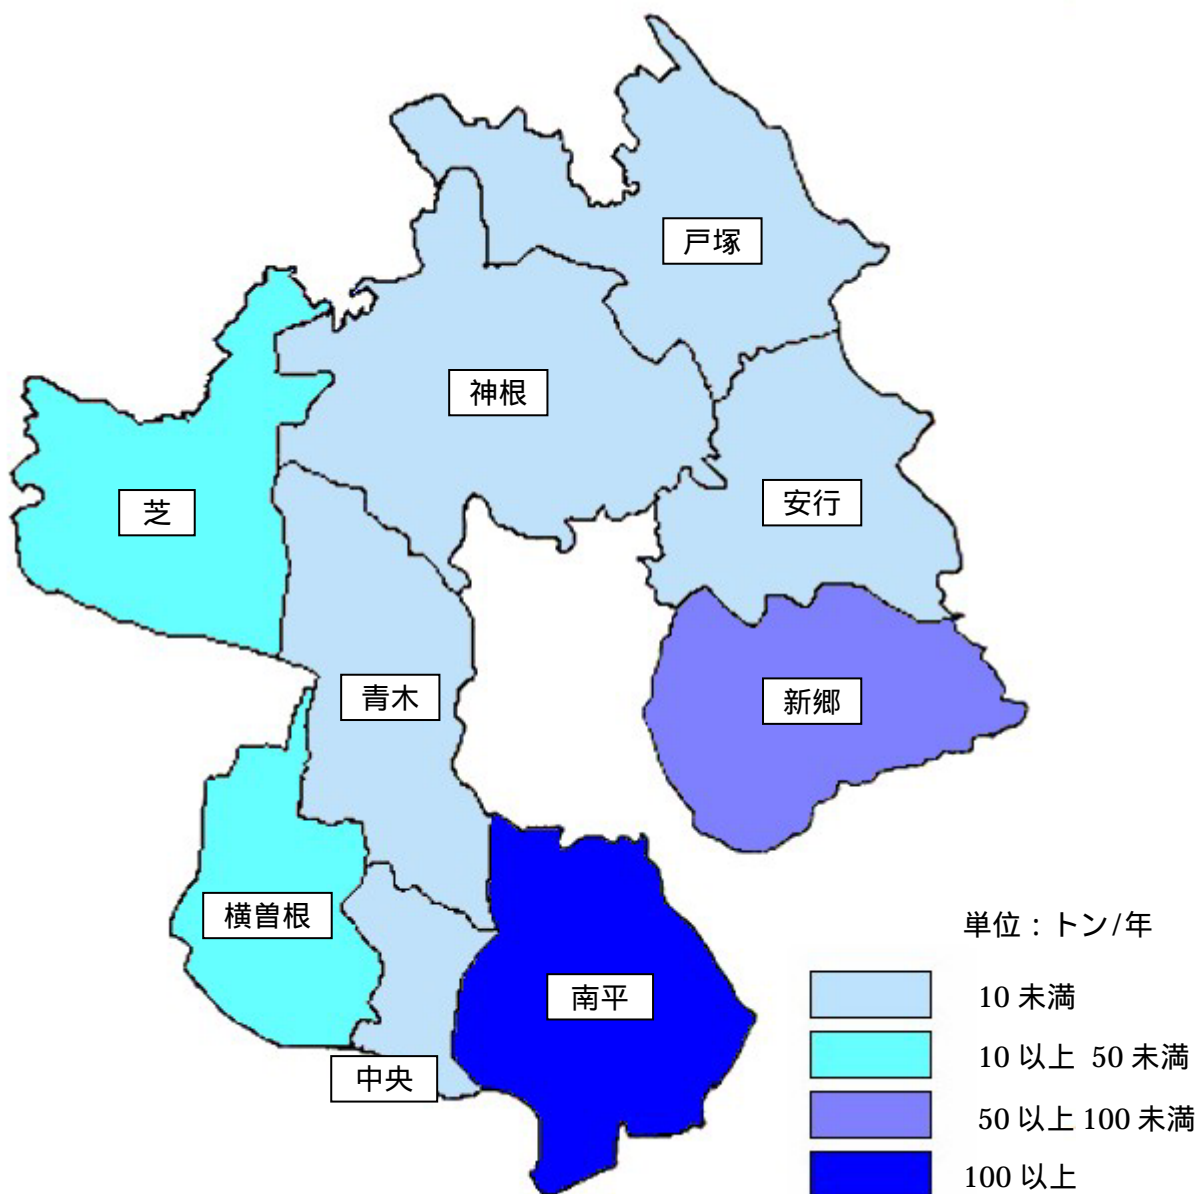 戸塚
神根
芝
安行
青木
新郷
横曽根
南平
中央
単位：トン/年
10 未満
10 以上 50 未満
50 以上 100 未満
100 以上